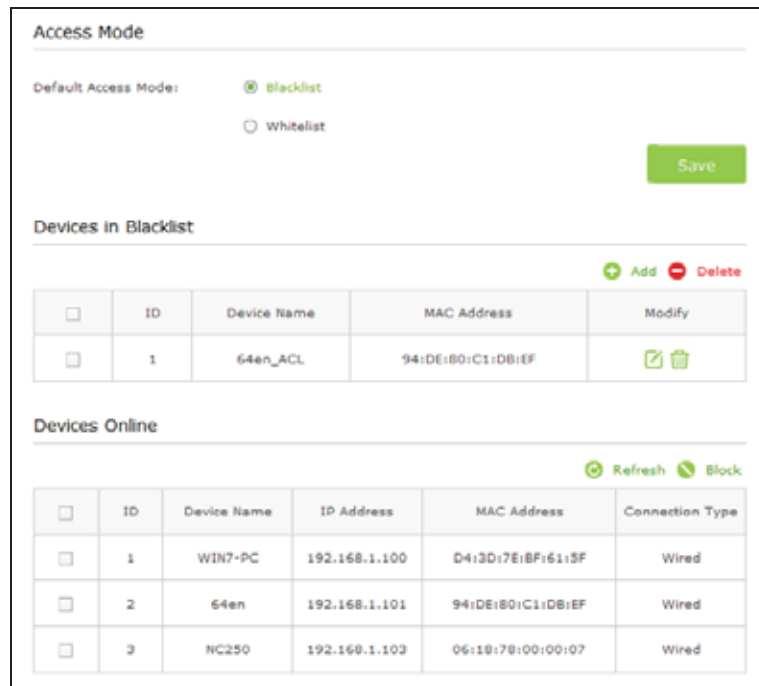 Access Mode
Default Access Mode: Blacklist
Whitelist
Save
Devices in Blacklist
Add Delete
ID Device Name MAC Address Modify
1 64en_ACL 94:DE:80:C1:DB:EF
Devices Online
Refresh Block
ID Device Name IP Address MAC Address Connection Type
1 WIN7-PC 192.168.1.100 D4:3D:7E:BF:61:5F Wired
2 64en 192.168.1.101 94:DE:80:C1:DB:EF Wired
3 NC250 192.168.1.103 06:18:78:00:00:07 Wired